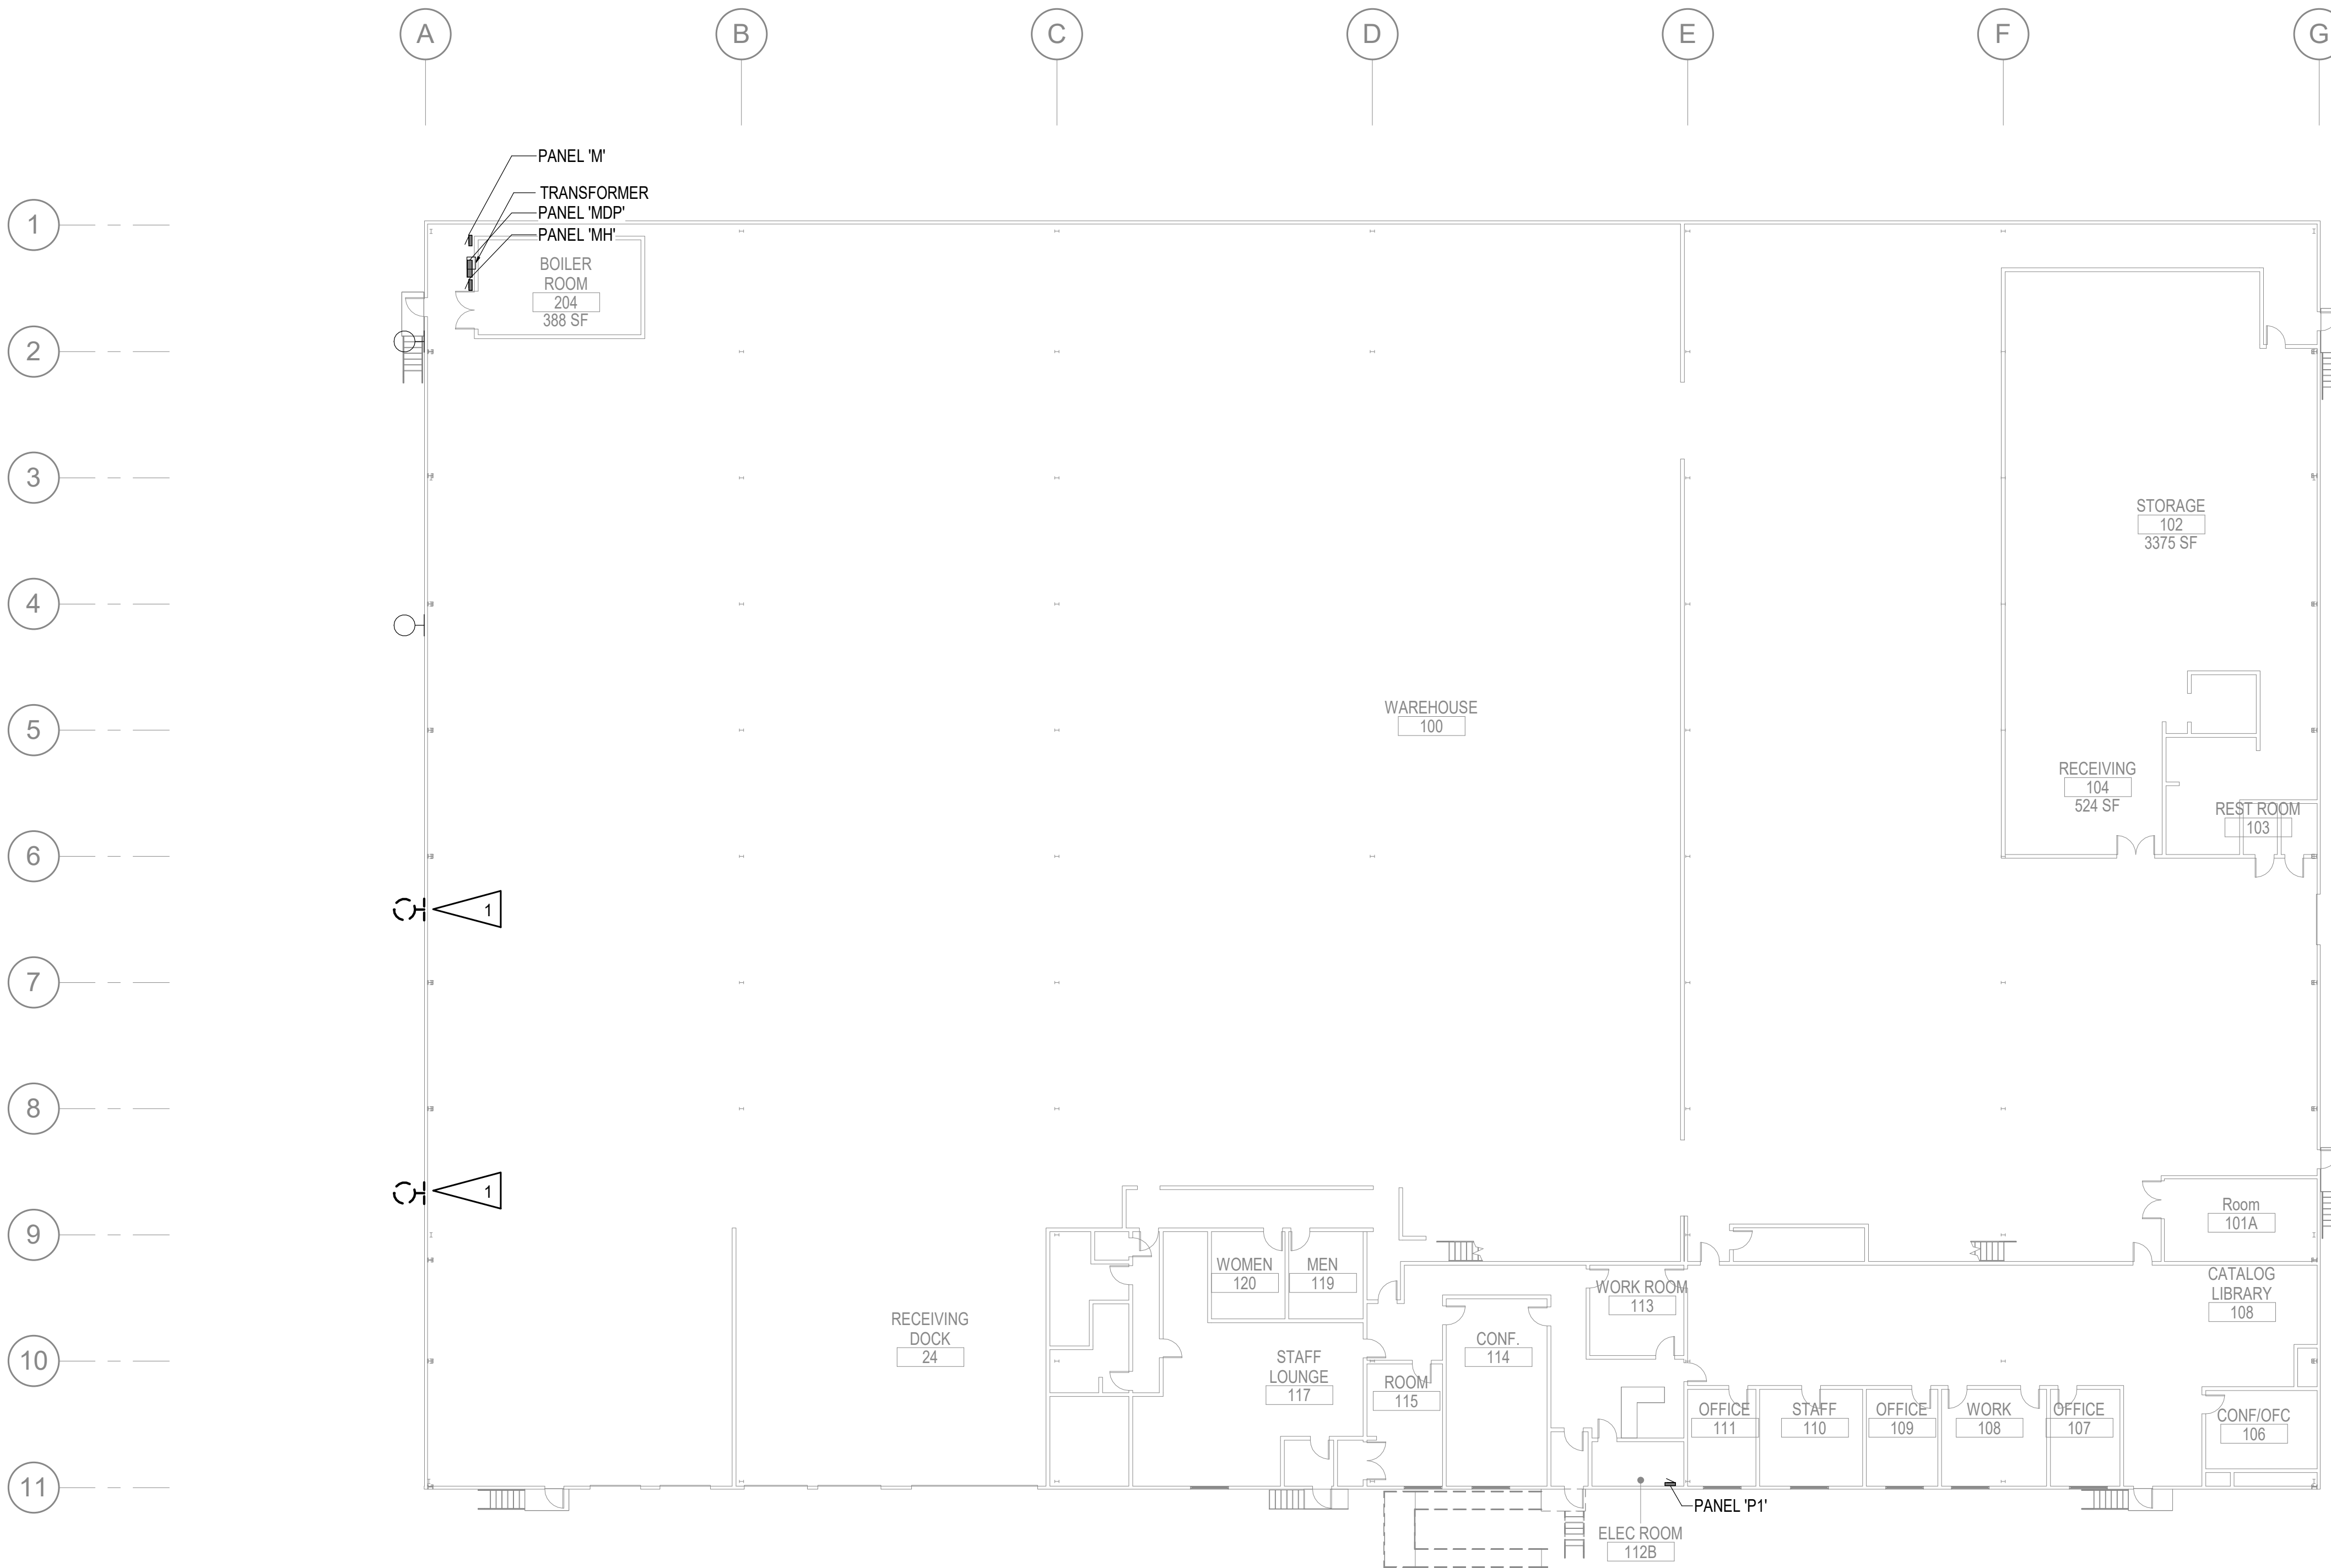 A
B
C
D
E
F
G
PANEL 'M'
TRANSFORMER
PANEL 'MDP'
PANEL 'MH'
1
BOILER
ROOM
204
388 SF
2
3
STORAGE
102
3375 SF
4
5
WAREHOUSE
100
RECEIVING
104
524 SF
REST ROOM
103
6
1
7
8
1
9
Room
101A
WOMEN
120
MEN
119
WORK ROOM
113
CATALOG
LIBRARY
108
RECEIVING
DOCK
24
CONF.
114
10
STAFF
LOUNGE
117
ROOM
115
OFFICE
111
STAFF
110
OFFICE
109
WORK
108
OFFICE
107
CONF/OFC
106
11
PANEL 'P1'
ELEC ROOM
112B